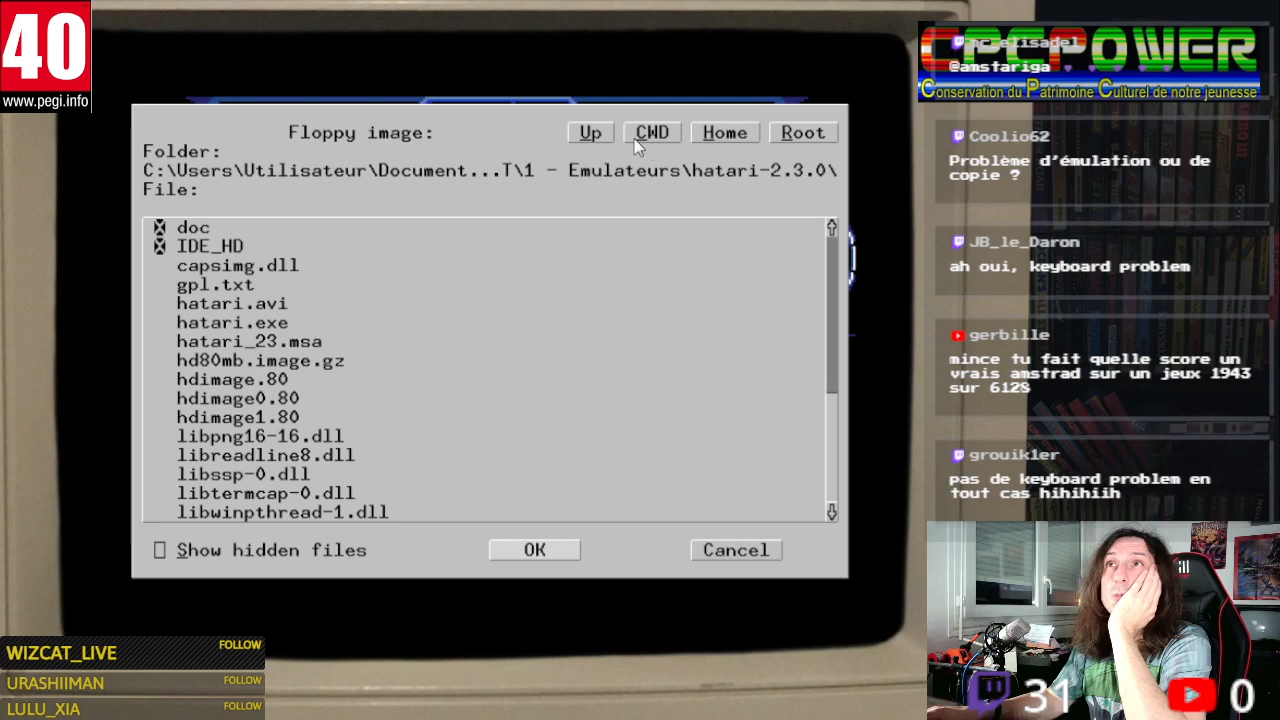 40
www.pegi.info
Floppy image:
Up
CWD
Home
Root
Folder:
C:\Users\Utilisateur\Document...T\1 - Emulateurs\hatari-2.3.0\
File:
doc
IDE_HD
capsimg.dll
gpl.txt
hatari.avi
hatari.exe
hatari_23.msa
hd80mb.image.gz
hdimage.80
hdimage0.80
hdimage1.80
libpng16-16.dll
libreadline8.dll
libssp-0.dll
libtermcap-0.dll
libwinpthread-1.dll
Show hidden files
OK
Cancel
CPCPOWER
Conservation du Patrimoine Culturel de notre jeunesse
mc_elisadel
@amstariga
Coolio62
Problème d'émulation ou de
copie ?
JB_le_Daron
ah oui, keyboard problem
gerbille
mince tu fait quelle score un
vrais amstrad sur un jeux 1943
sur 6128
grouikler
pas de keyboard problem en
tout cas hihihiih
WIZCAT_LIVE FOLLOW
URASHIIMAN FOLLOW
LULU_XIA FOLLOW
31
0